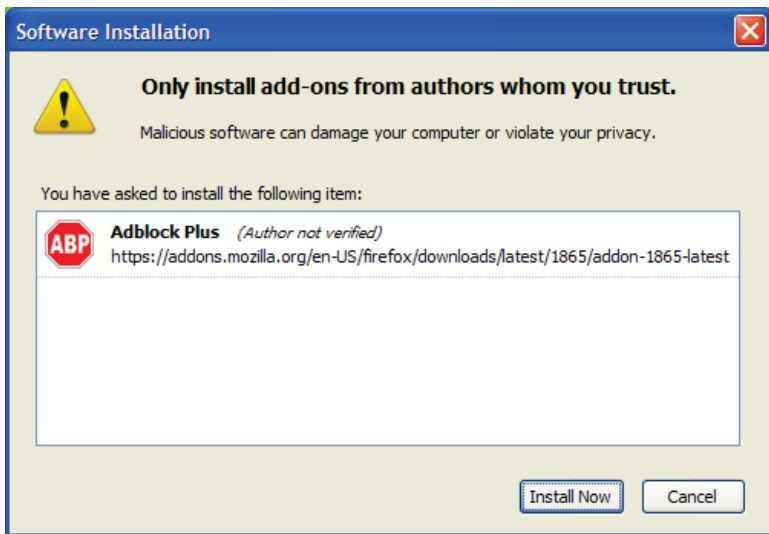 Software Installation
Only install add-ons from authors whom you trust.
Malicious software can damage your computer or violate your privacy.
You have asked to install the following item:
ABP
Adblock Plus (Author not verified)
https://addons.mozilla.org/en-US/firefox/downloads/latest/1865/addon-1865-latest
Install Now Cancel